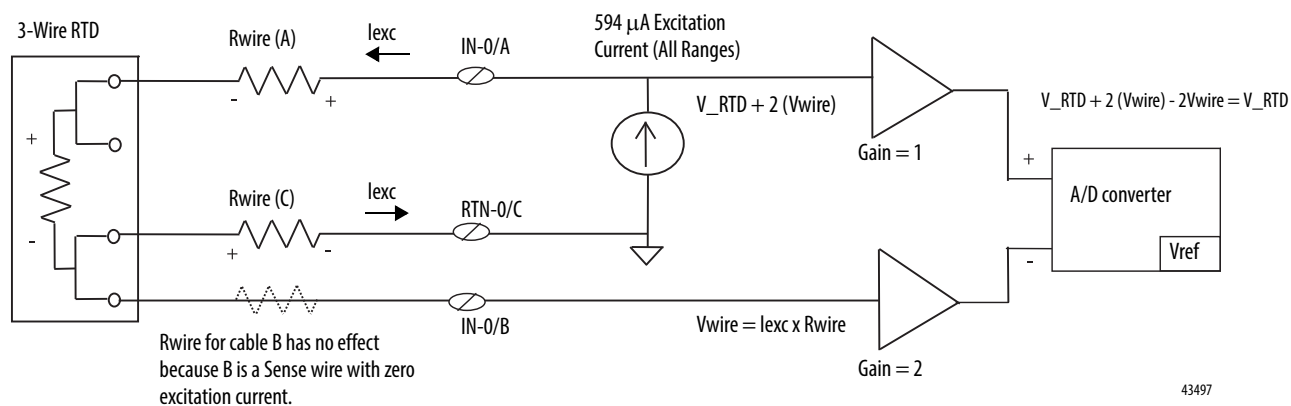 3-Wire RTD
Rwire (A)
Iexc
IN-0/A
594 μA Excitation
Current (All Ranges)
V_RTD + 2 (Vwire)
V_RTD + 2 (Vwire) - 2Vwire = V_RTD
- +
Gain = 1
+
+
A/D converter
Rwire (C)
Iexc
RTN-0/C
-
+ -
-
Vref
IN-0/B
Vwire = Iexc x Rwire
Rwire for cable B has no effect
because B is a Sense wire with zero
excitation current.
Gain = 2
43497